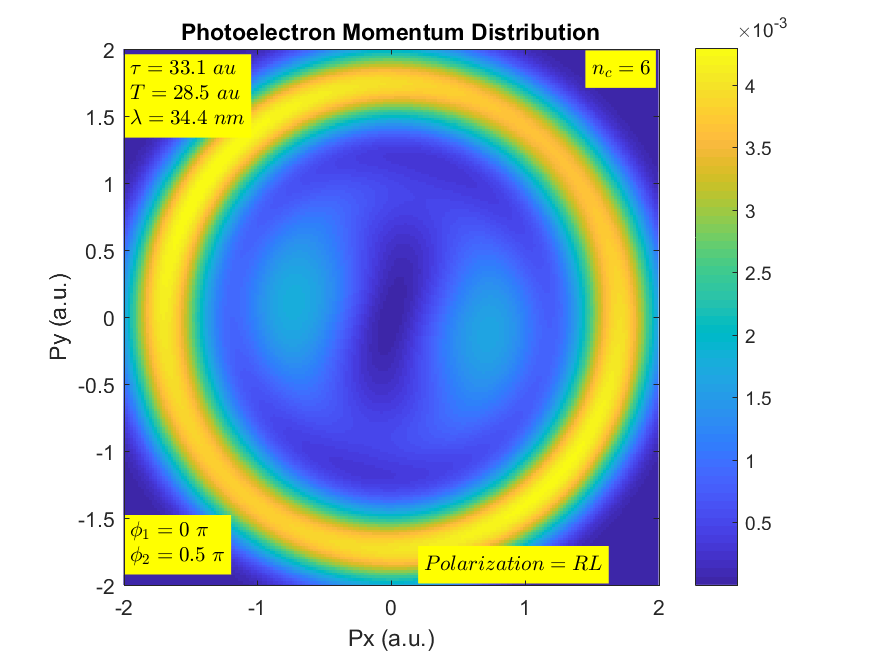 Photoelectron Momentum Distribution
×10⁻³
τ = 33.1 au
T = 28.5 au
λ = 34.4 nm
n_c = 6
ϕ₁ = 0 π
ϕ₂ = 0.5 π
Polarization = RL
2
1.5
1
0.5
0
-0.5
-1
-1.5
-2
Py (a.u.)
-2
-1
0
1
2
Px (a.u.)
4
3.5
3
2.5
2
1.5
1
0.5